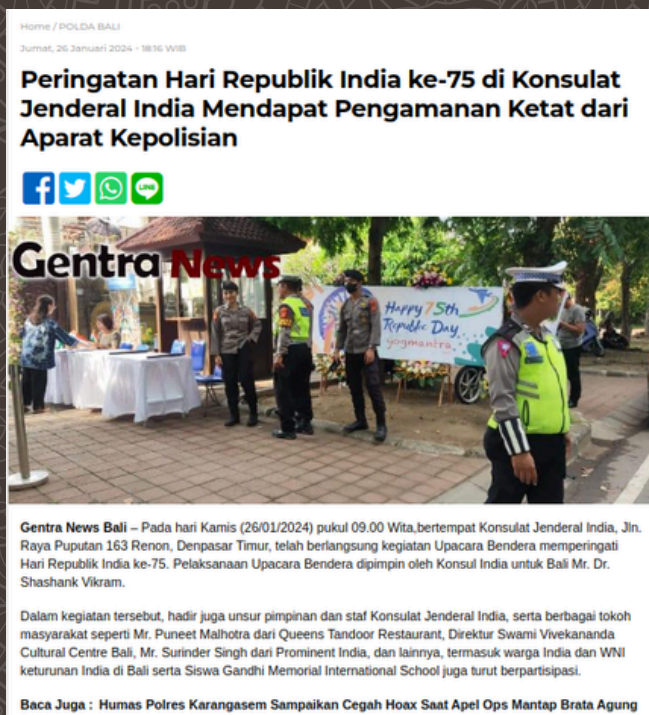 Home / POLDA BALI
Jumat, 26 Januari 2024 - 18:16 WIB
Peringatan Hari Republik India ke-75 di Konsulat
Jenderal India Mendapat Pengamanan Ketat dari
Aparat Kepolisian
LINE
Gentra News
Happy 75th
Republic Day
yogmantra
Gentra News Bali – Pada hari Kamis (26/01/2024) pukul 09.00 Wita,bertempat Konsulat Jenderal India, Jln.
Raya Puputan 163 Renon, Denpasar Timur, telah berlangsung kegiatan Upacara Bendera memperingati
Hari Republik India ke-75. Pelaksanaan Upacara Bendera dipimpin oleh Konsul India untuk Bali Mr. Dr.
Shashank Vikram.
Dalam kegiatan tersebut, hadir juga unsur pimpinan dan staf Konsulat Jenderal India, serta berbagai tokoh
masyarakat seperti Mr. Puneet Malhotra dari Queens Tandoor Restaurant, Direktur Swami Vivekananda
Cultural Centre Bali, Mr. Surinder Singh dari Prominent India, dan lainnya, termasuk warga India dan WNI
keturunan India di Bali serta Siswa Gandhi Memorial International School juga turut berpartisipasi.
Baca Juga : Humas Polres Karangasem Sampaikan Cegah Hoax Saat Apel Ops Mantap Brata Agung